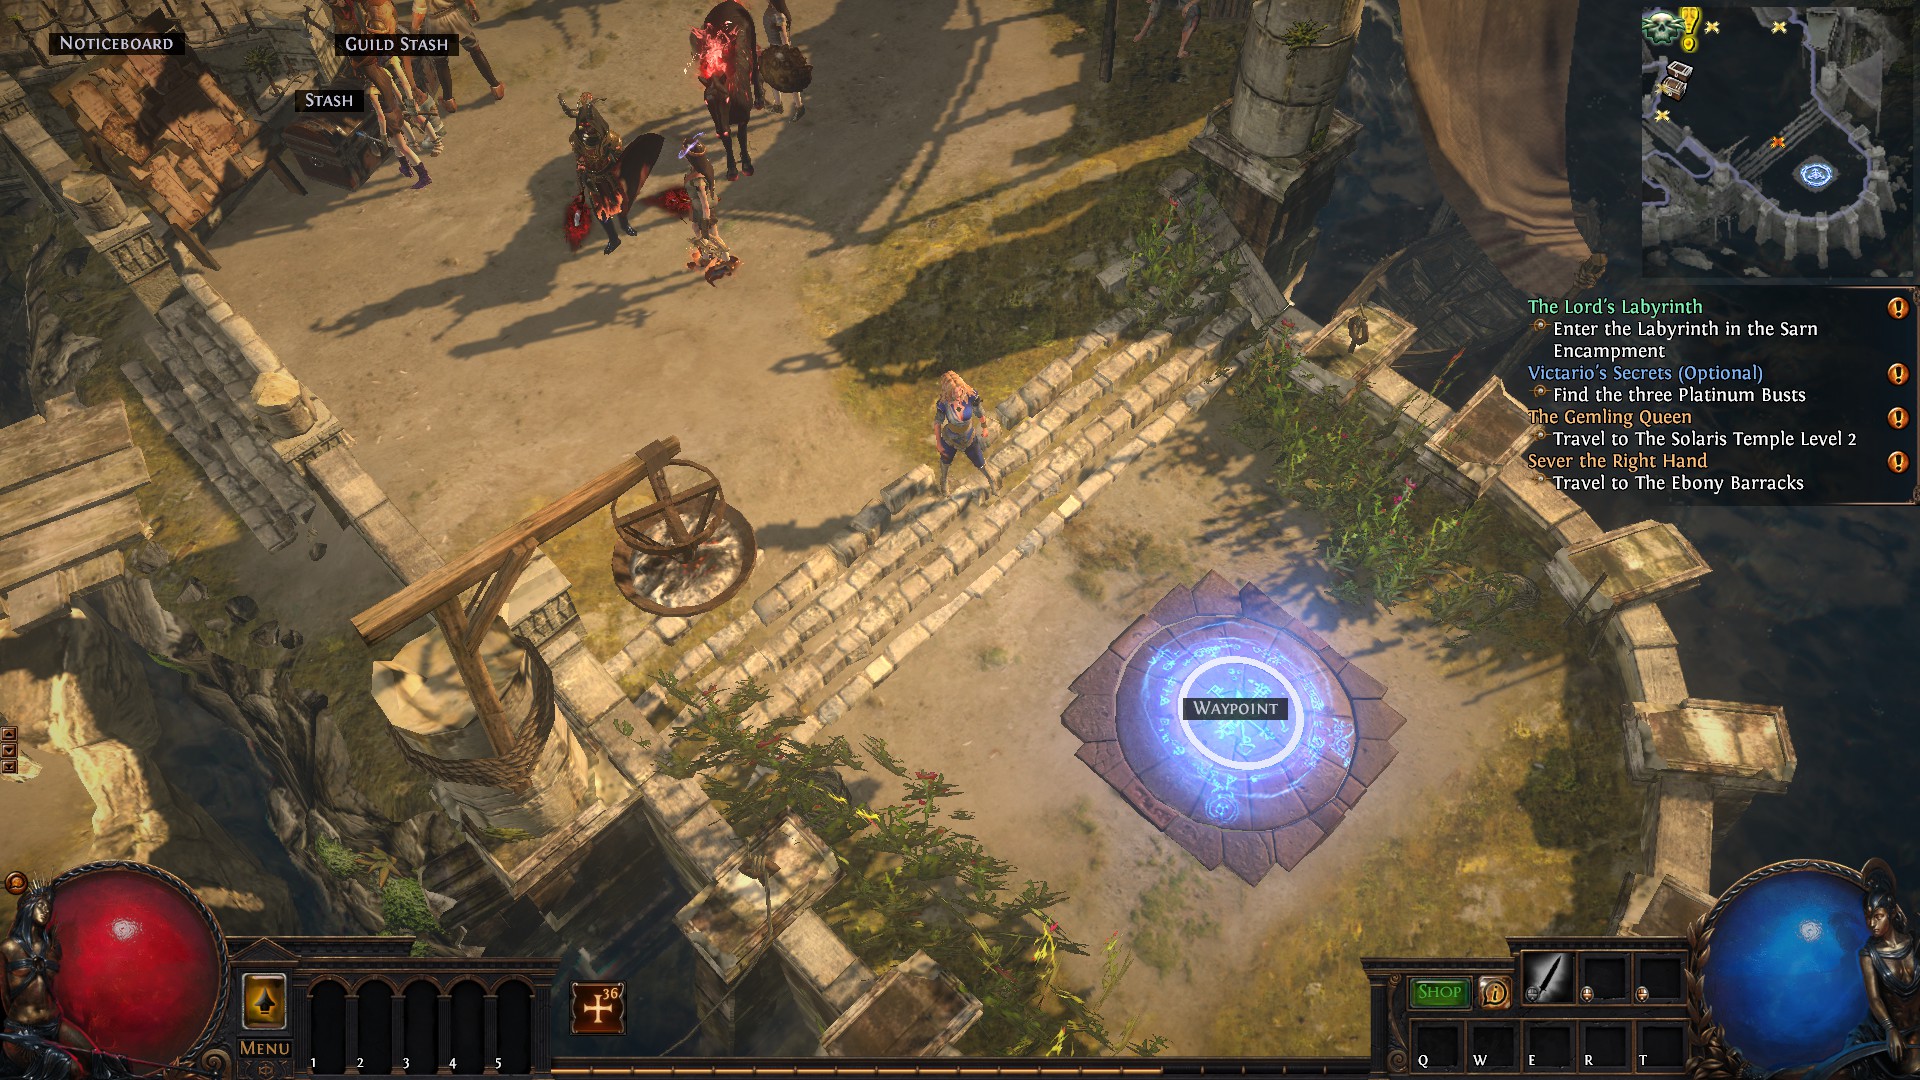 Noticeboard
Guild Stash
Stash
The Lord's Labyrinth
Enter the Labyrinth in the Sarn
Encampment
Victario's Secrets (Optional)
Find the three Platinum Busts
The Gemling Queen
Travel to The Solaris Temple Level 2
Sever the Right Hand
Travel to The Ebony Barracks
Waypoint
Menu
1 2 3 4 5
36
Shop
Q W E R T